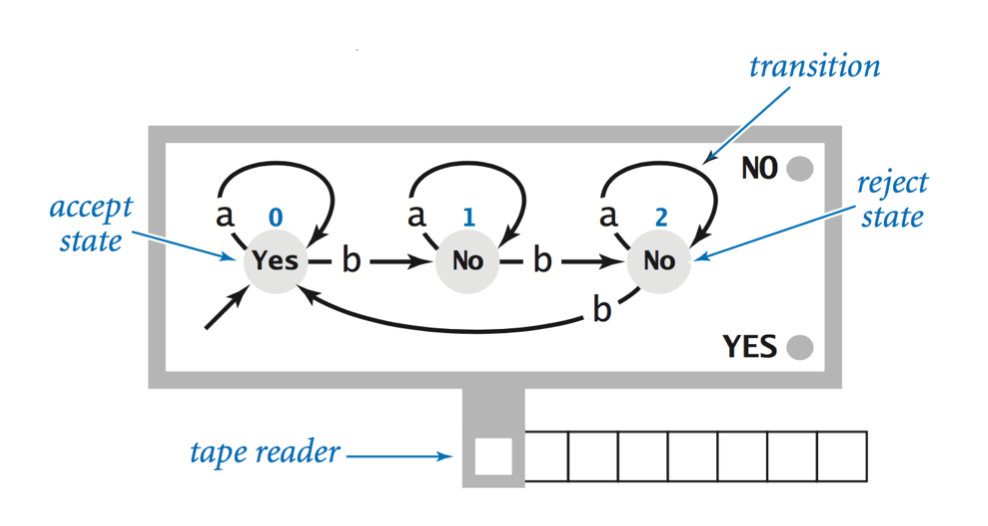 transition
NO
reject
state
accept
state
a 0
a 1
a 2
Yes b No b No
b
YES
tape reader